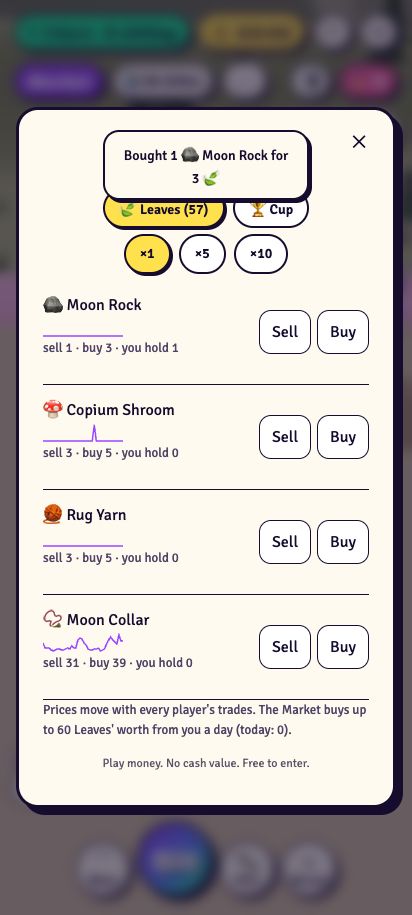 Bought 1 🪨 Moon Rock for
3 🍃
🍃 Leaves (57) 🏆 Cup
×1 ×5 ×10
🪨 Moon Rock
sell 1 · buy 3 · you hold 1
Sell Buy
🍄 Copium Shroom
sell 3 · buy 5 · you hold 0
Sell Buy
🧶 Rug Yarn
sell 3 · buy 5 · you hold 0
Sell Buy
📿 Moon Collar
sell 31 · buy 39 · you hold 0
Sell Buy
Prices move with every player's trades. The Market buys up
to 60 Leaves' worth from you a day (today: 0).
Play money. No cash value. Free to enter.